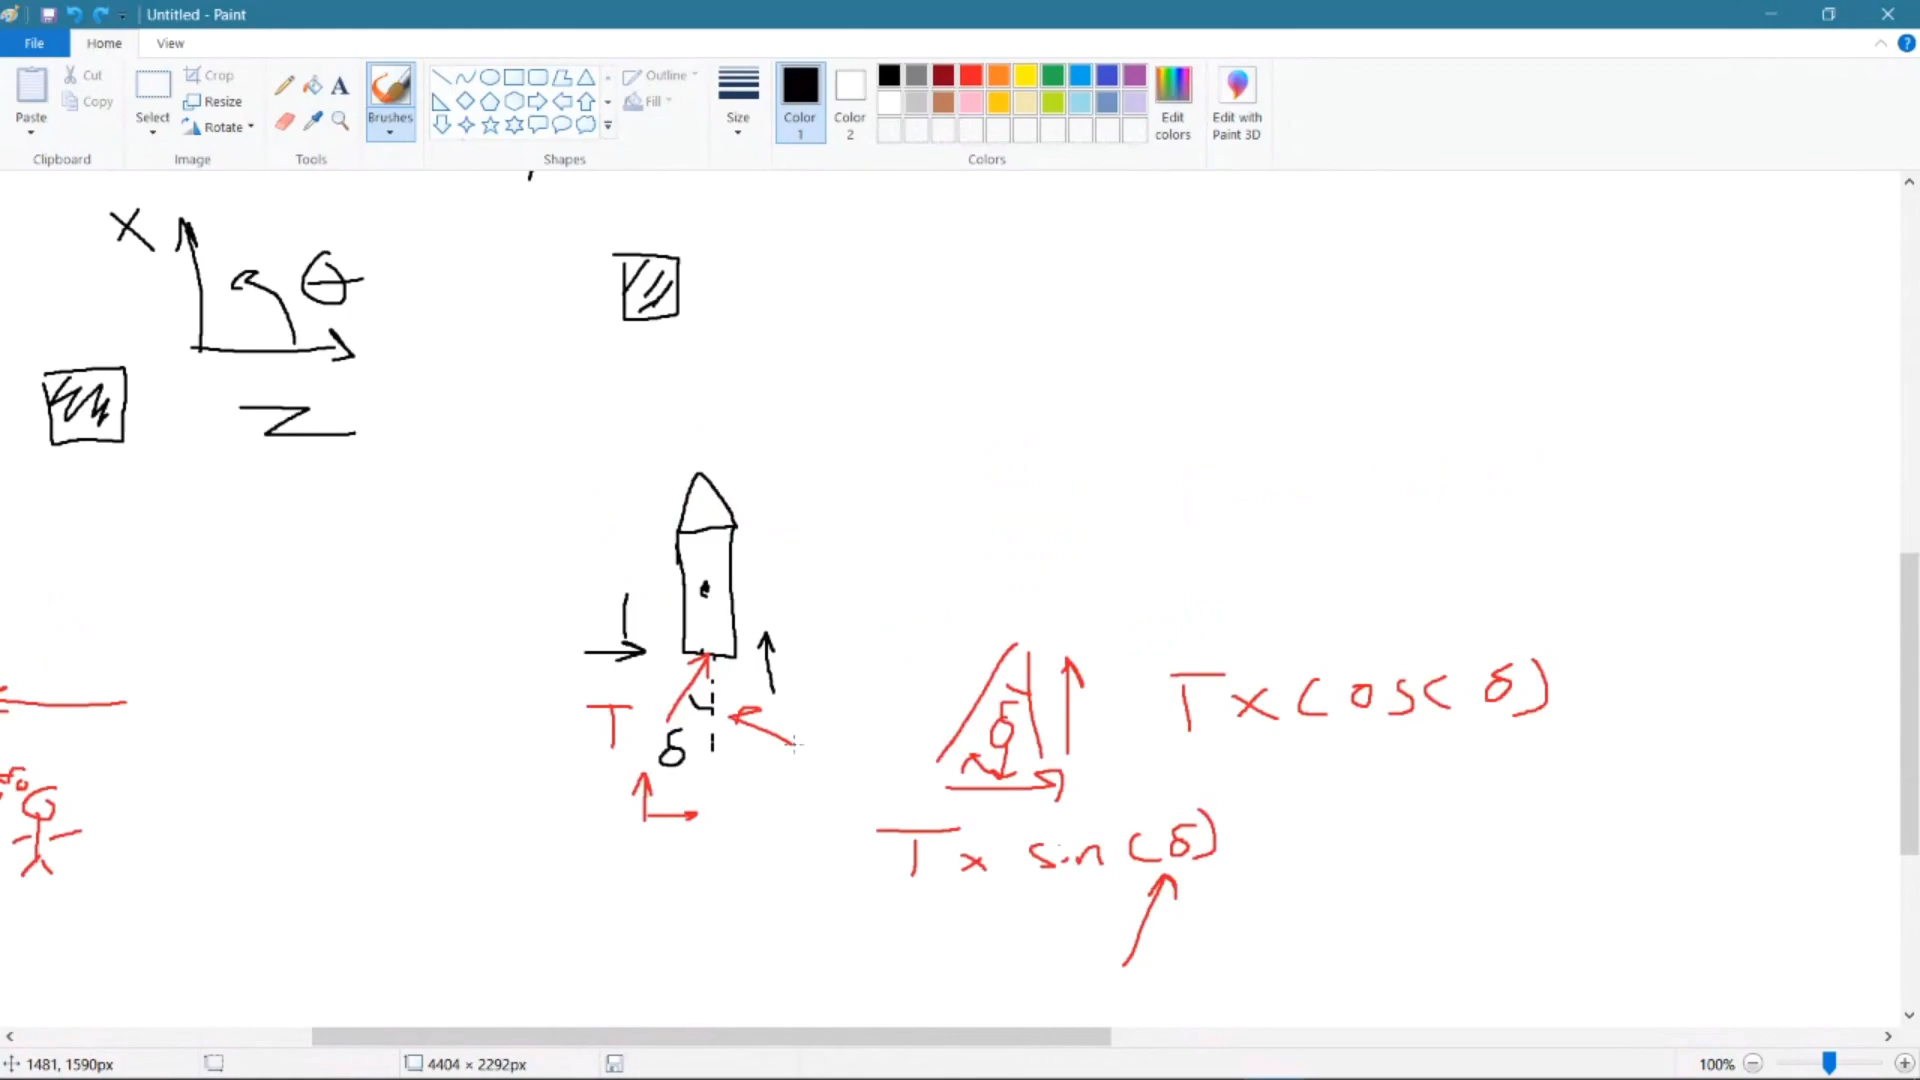 Untitled - Paint
File
Home
View
Paste
Cut
Copy
Clipboard
Select
Crop
Resize
Rotate
Image
Tools
Brushes
Shapes
Outline
Fill
Size
Color 1
Color 2
Colors
Edit colors
Edit with Paint 3D
X
θ
Z
T
δ
δ
T x cos( δ )
T x sin (δ)
1481, 1590px
4404 × 2292px
100%